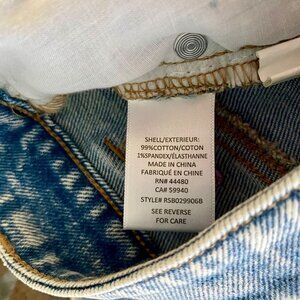 SHELL/EXTERIEUR:
99%COTTON/COTON
1%SPANDEX/ÉLASTHANNE
MADE IN CHINA
FABRIQUÉ EN CHINE
RN# 44480
CA# 59940
STYLE# RSB029906B
SEE REVERSE
FOR CARE